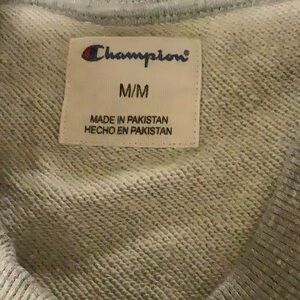 Champion
M/M
MADE IN PAKISTAN
HECHO EN PAKISTAN